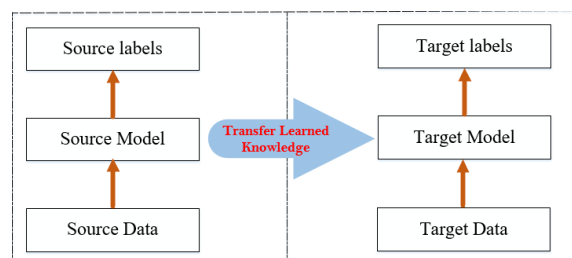 Source labels
Source Model
Source Data
Transfer Learned
Knowledge
Target labels
Target Model
Target Data